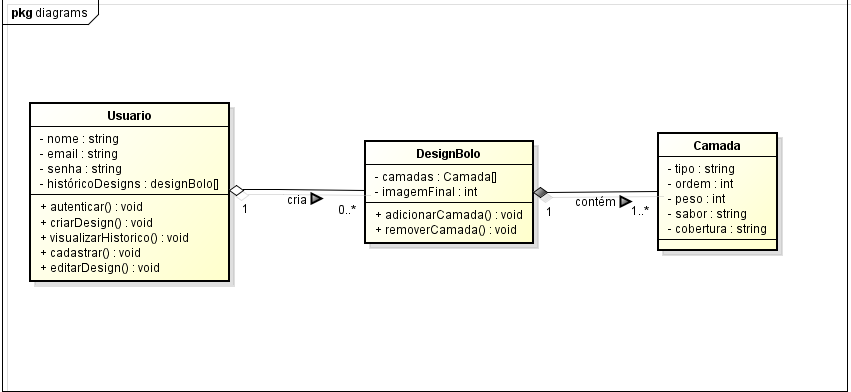 pkg diagrams
Usuario
- nome : string
- email : string
- senha : string
- históricoDesigns : designBolo[]
+ autenticar() : void
+ criarDesign() : void
+ visualizarHistorico() : void
+ cadastrar() : void
+ editarDesign() : void
1
cria
0..*
DesignBolo
- camadas : Camada[]
- imagemFinal : int
+ adicionarCamada() : void
+ removerCamada() : void
1
contém
1..*
Camada
- tipo : string
- ordem : int
- peso : int
- sabor : string
- cobertura : string